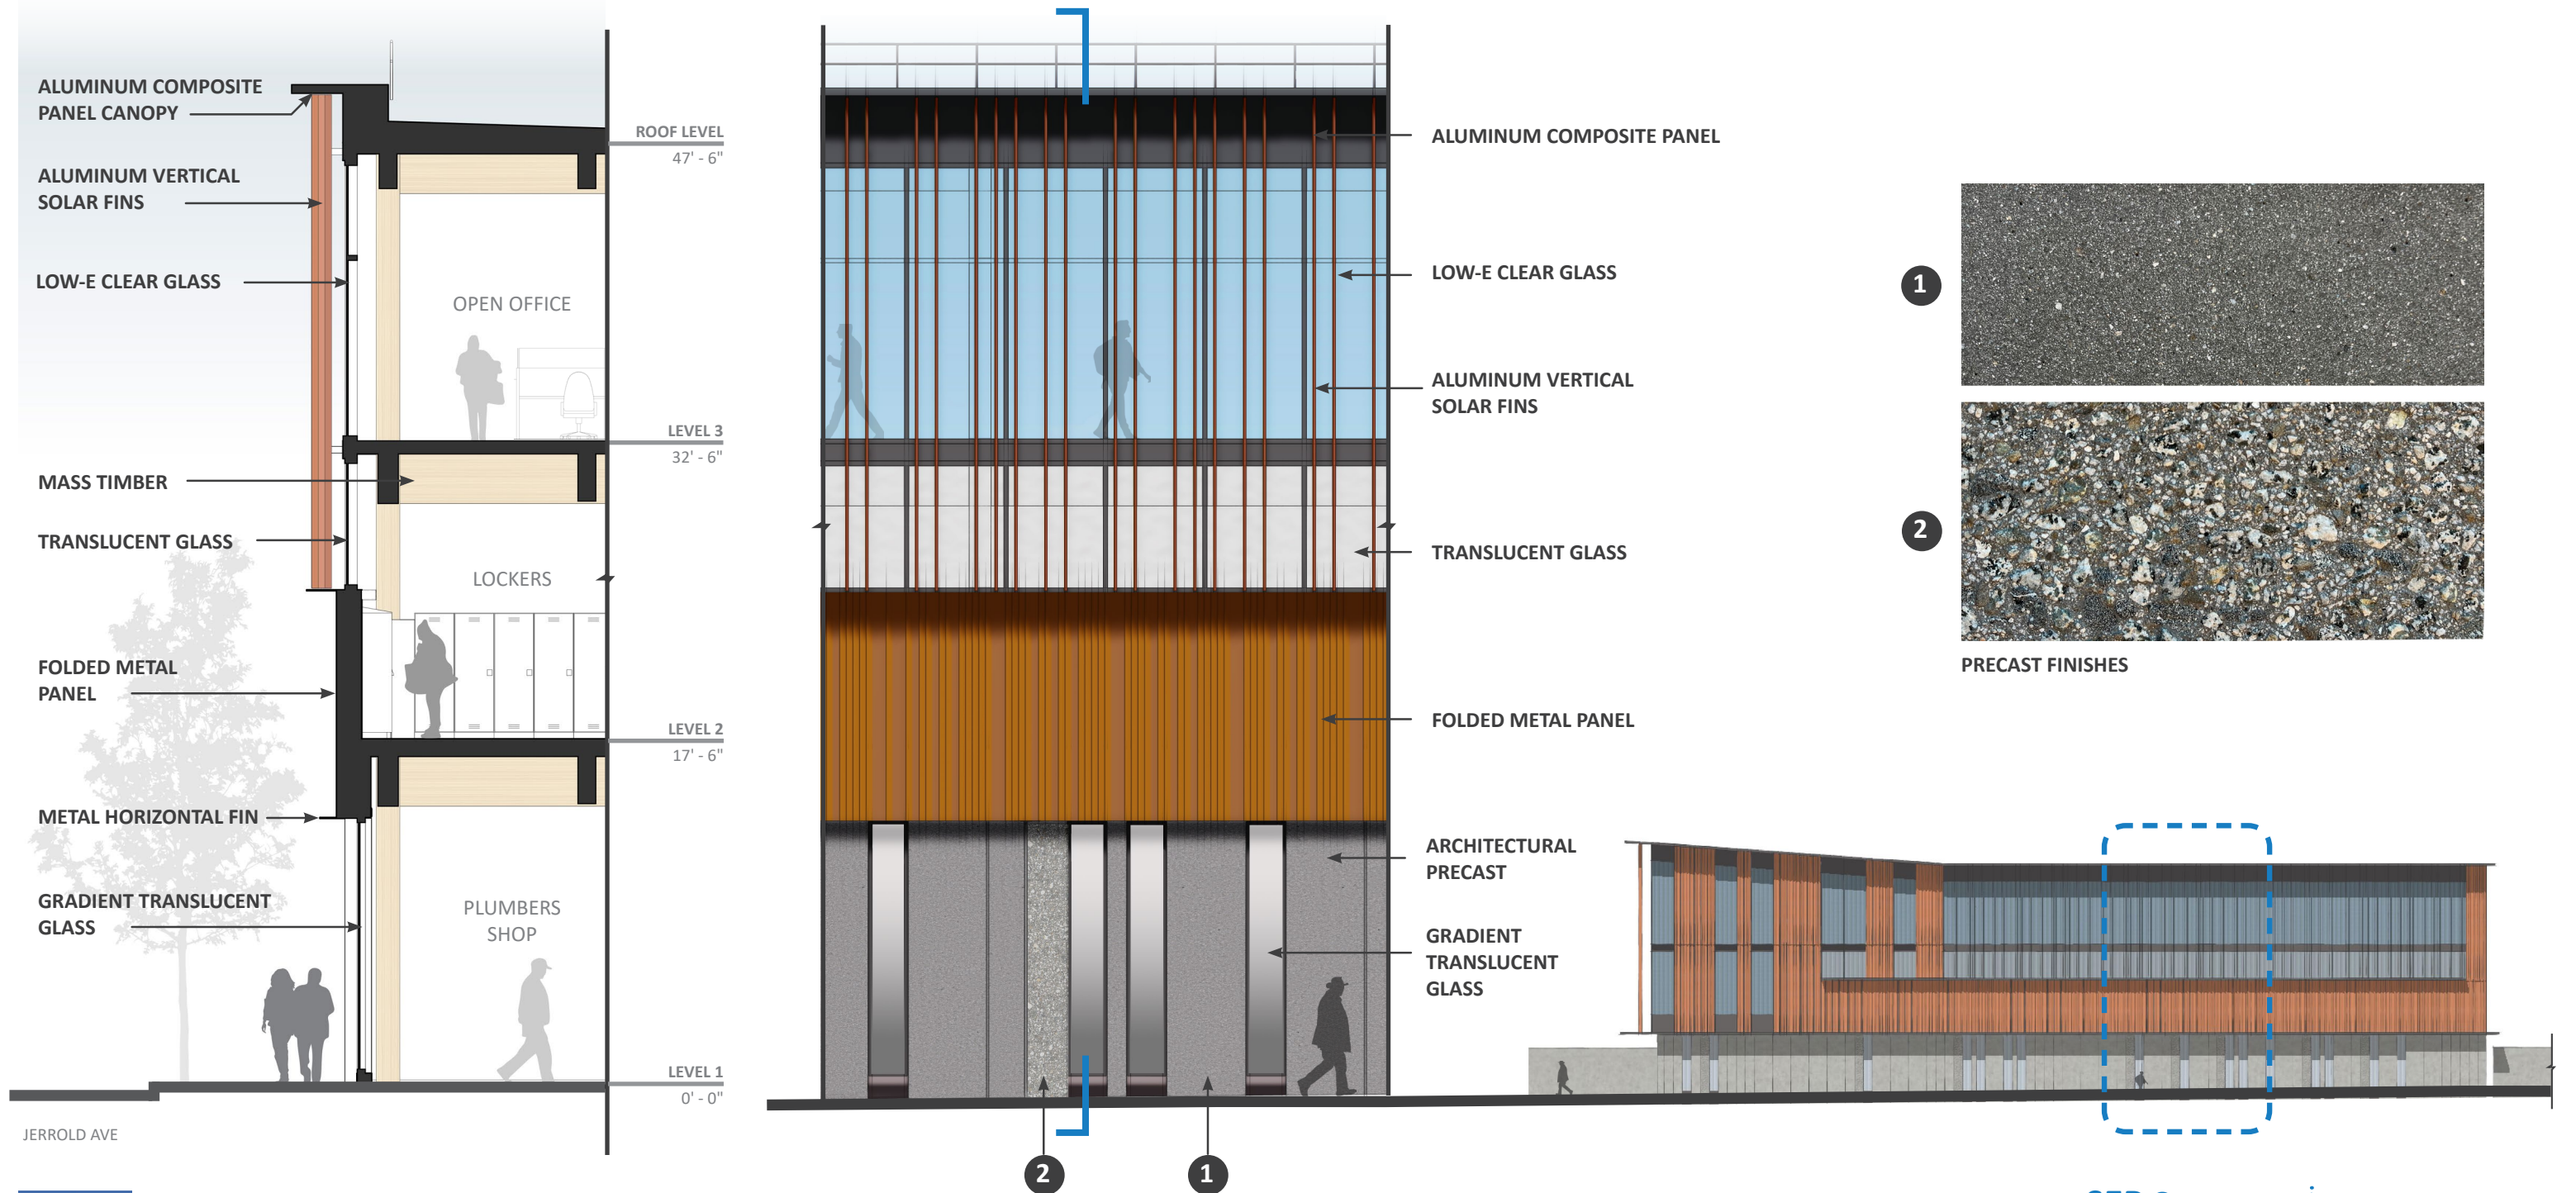 ALUMINUM COMPOSITE
PANEL CANOPY
ALUMINUM VERTICAL
SOLAR FINS
LOW-E CLEAR GLASS
MASS TIMBER
TRANSLUCENT GLASS
FOLDED METAL
PANEL
METAL HORIZONTAL FIN
GRADIENT TRANSLUCENT
GLASS
JERROLD AVE
OPEN OFFICE
LOCKERS
PLUMBERS
SHOP
ROOF LEVEL
47' - 6"
LEVEL 3
32' - 6"
LEVEL 2
17' - 6"
LEVEL 1
0' - 0"
ALUMINUM COMPOSITE PANEL
LOW-E CLEAR GLASS
ALUMINUM VERTICAL
SOLAR FINS
TRANSLUCENT GLASS
FOLDED METAL PANEL
ARCHITECTURAL
PRECAST
GRADIENT
TRANSLUCENT
GLASS
2
1
1
2
PRECAST FINISHES